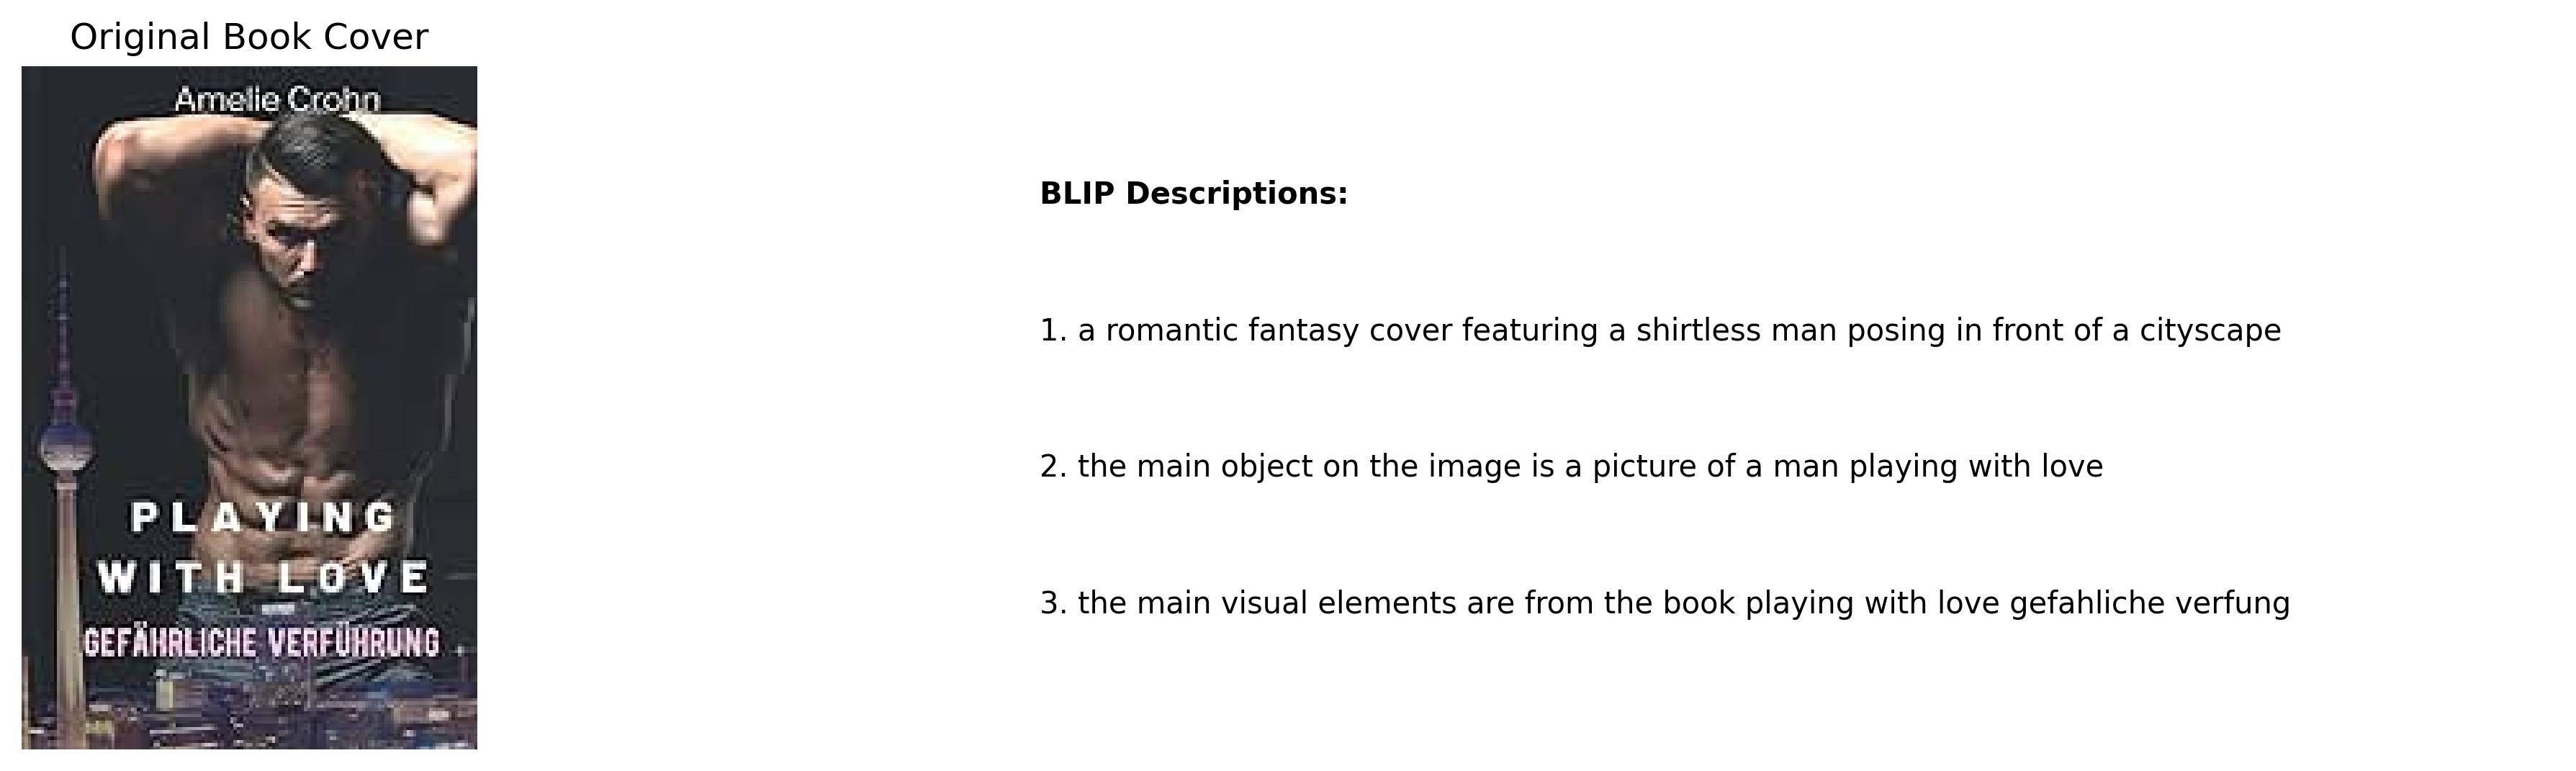 Original Book Cover
Amelie Crohn
PLAYING
WITH LOVE
GEFÄHRLICHE VERFÜHRUNG
BLIP Descriptions:
1. a romantic fantasy cover featuring a shirtless man posing in front of a cityscape
2. the main object on the image is a picture of a man playing with love
3. the main visual elements are from the book playing with love gefahliche verfung